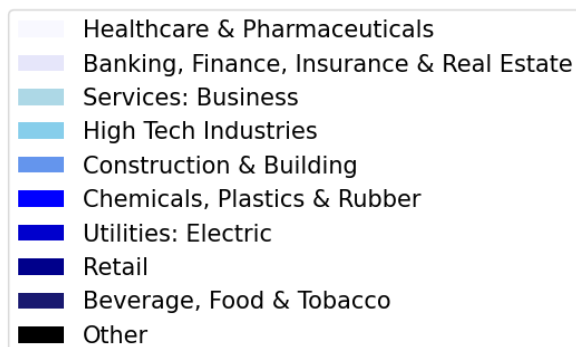 Healthcare & Pharmaceuticals
Banking, Finance, Insurance & Real Estate
Services: Business
High Tech Industries
Construction & Building
Chemicals, Plastics & Rubber
Utilities: Electric
Retail
Beverage, Food & Tobacco
Other